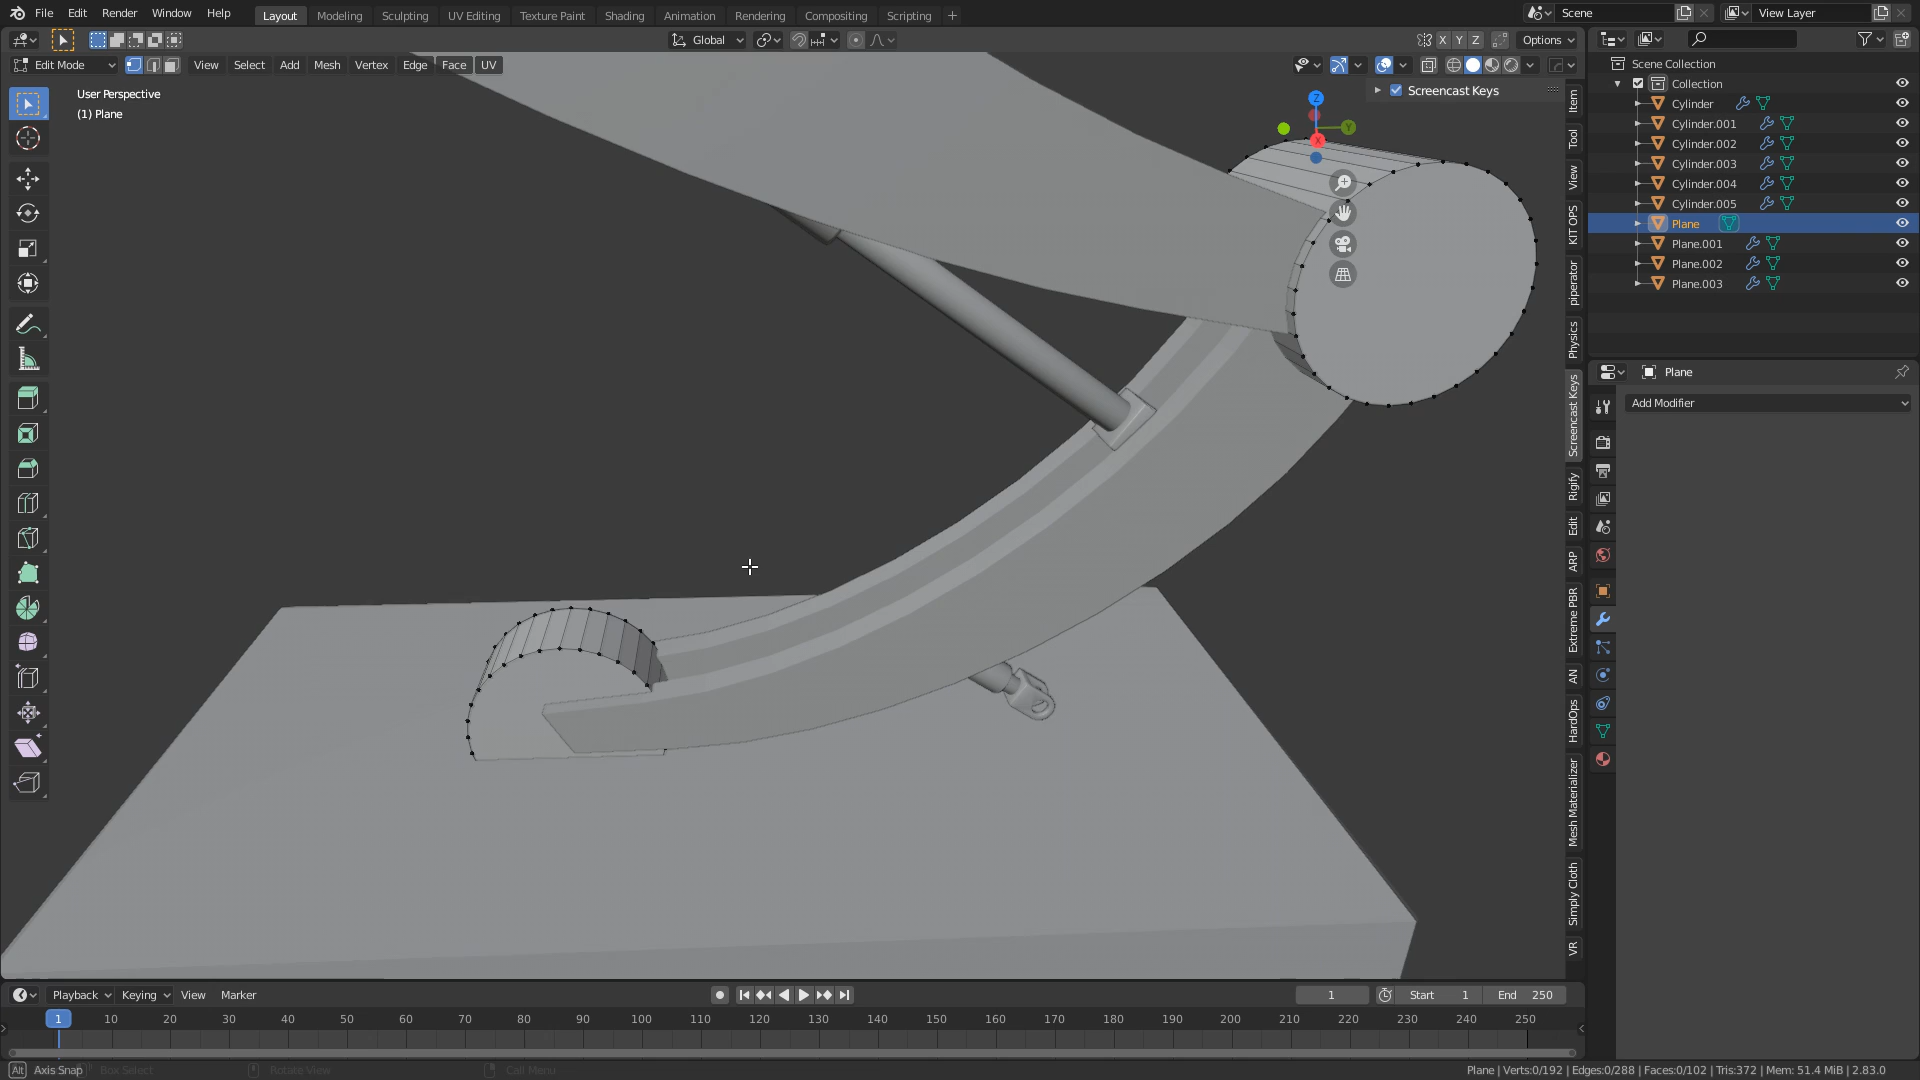 File Edit Render Window Help Layout Modeling Sculpting UV Editing Texture Paint Shading Animation Rendering Compositing Scripting + Scene View Layer
Global Options X Y Z
Edit Mode View Select Add Mesh Vertex Edge Face UV
User Perspective
(1) Plane
Screencast Keys
Z
Y
X
Item
Tool
View
KIT OPS
piperator
Physics
Screencast Keys
Rigify
Edit
ARP
Extreme PBR
AN
HardOps
Mesh Materializer
Simply Cloth
VR
Scene Collection
Collection
Cylinder
Cylinder.001
Cylinder.002
Cylinder.003
Cylinder.004
Cylinder.005
Plane
Plane.001
Plane.002
Plane.003
Plane
Add Modifier
Playback Keying View Marker 1 Start 1 End 250
1 10 20 30 40 50 60 70 80 90 100 110 120 130 140 150 160 170 180 190 200 210 220 230 240 250
Alt Axis Snap Box Select Rotate View Call Menu
Plane | Verts:0/192 | Edges:0/288 | Faces:0/102 | Tris:372 | Mem: 51.4 MiB | 2.83.0